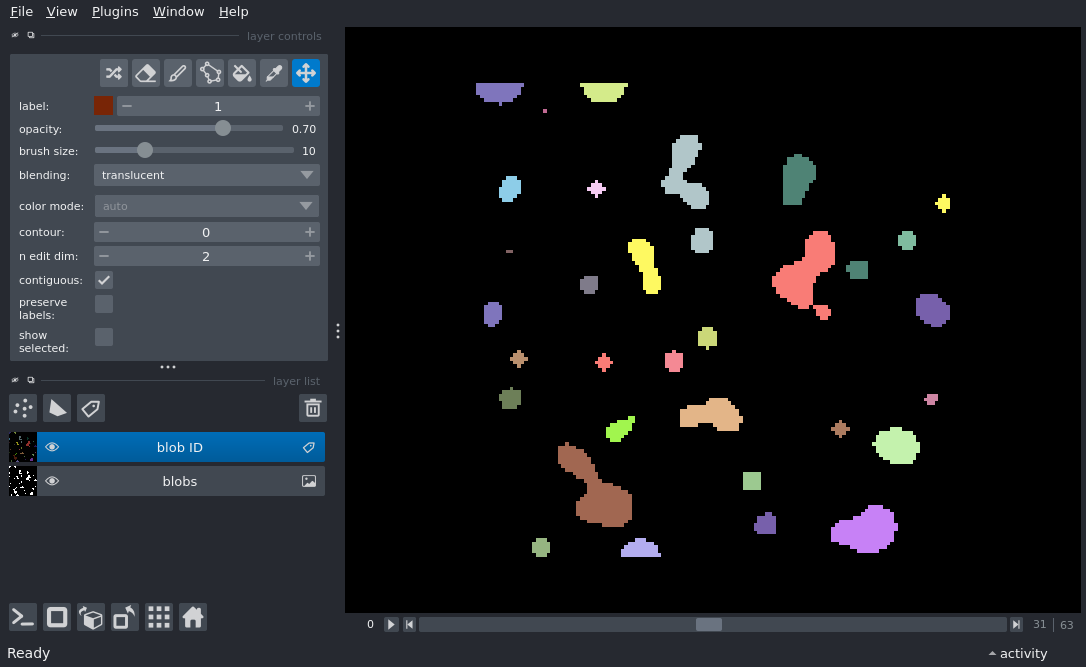 File View Plugins Window Help
layer controls
label: 1
opacity: 0.70
brush size: 10
blending: translucent
color mode: auto
contour: 0
n edit dim: 2
contiguous:
preserve
labels:
show
selected:
layer list
blob ID
blobs
0 31 63
Ready activity